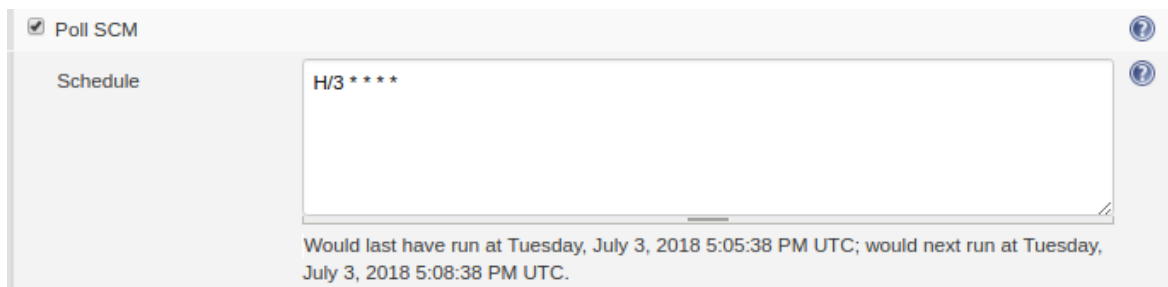 Poll SCM
Schedule
H/3 * * * *
Would last have run at Tuesday, July 3, 2018 5:05:38 PM UTC; would next run at Tuesday,
July 3, 2018 5:08:38 PM UTC.